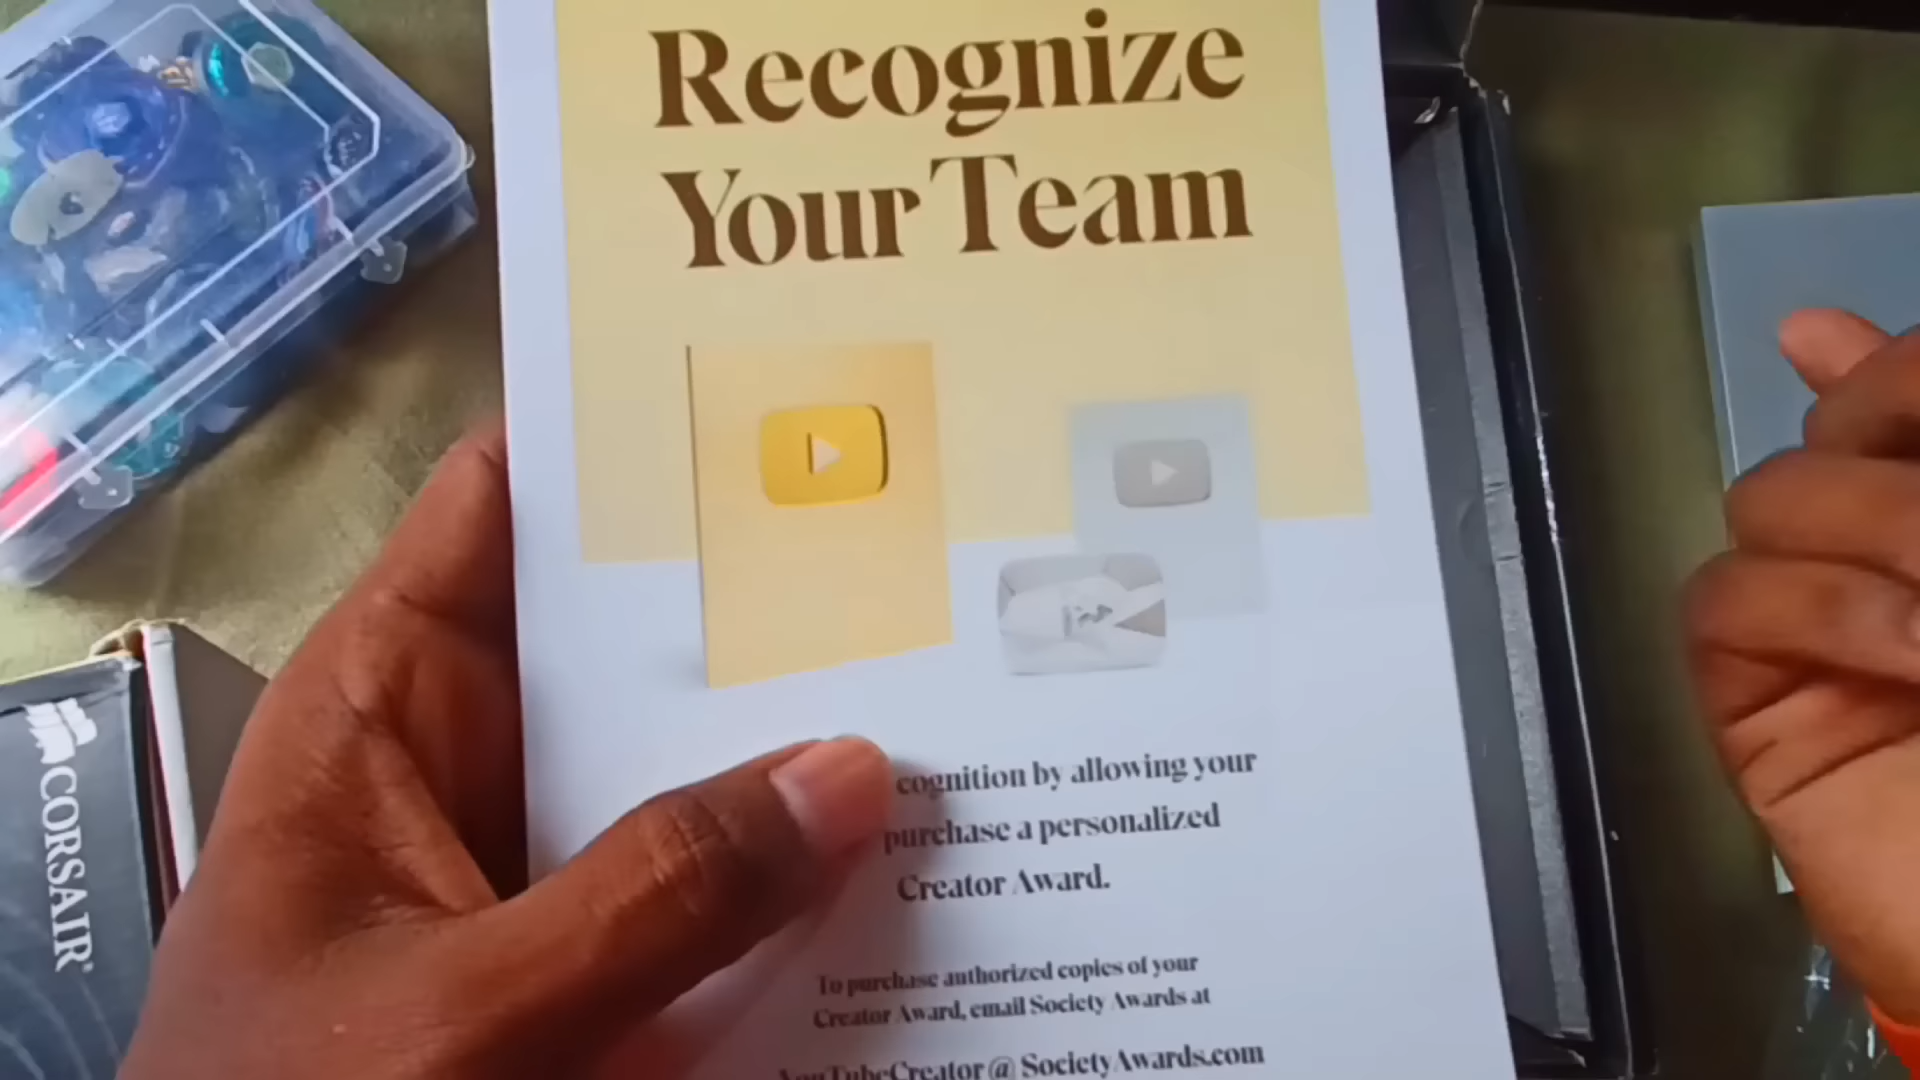 Recognize
Your Team
cognition by allowing your
purchase a personalized
Creator Award.
To purchase authorized copies of your
Creator Award, email Society Awards at
YouTubeCreator @ SocietyAwards.com
CORSAIR